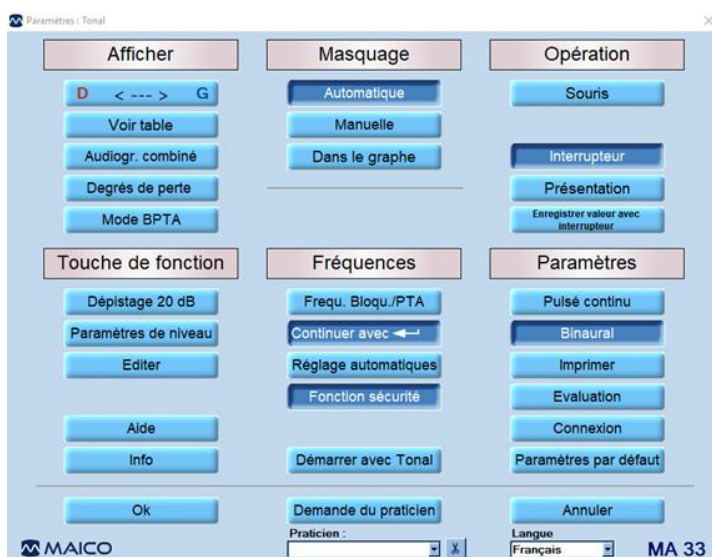 Paramètres : Tonal
Afficher
Masquage
Opération
D < --- > G
Automatique
Souris
Voir table
Manuelle
Audiogr. combiné
Dans le graphe
Interrupteur
Degrés de perte
Présentation
Mode BPTA
Enregistrer valeur avec
interrupteur
Touche de fonction
Fréquences
Paramètres
Dépistage 20 dB
Frequ. Bloqu./PTA
Pulsé continu
Paramètres de niveau
Continuer avec
Binaural
Editer
Réglage automatiques
Imprimer
Fonction sécurité
Evaluation
Aide
Connexion
Info
Démarrer avec Tonal
Paramètres par défaut
Ok
Demande du praticien
Annuler
Praticien :
Langue
Français
MAICO
MA 33